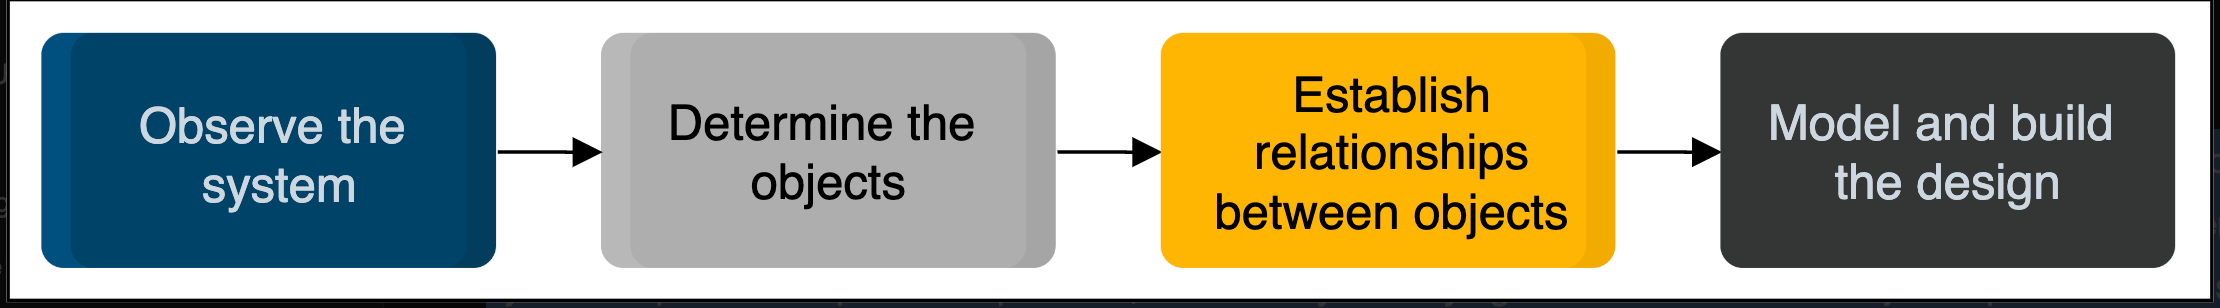 Observe the
system
Determine the
objects
Establish
relationships
between objects
Model and build
the design